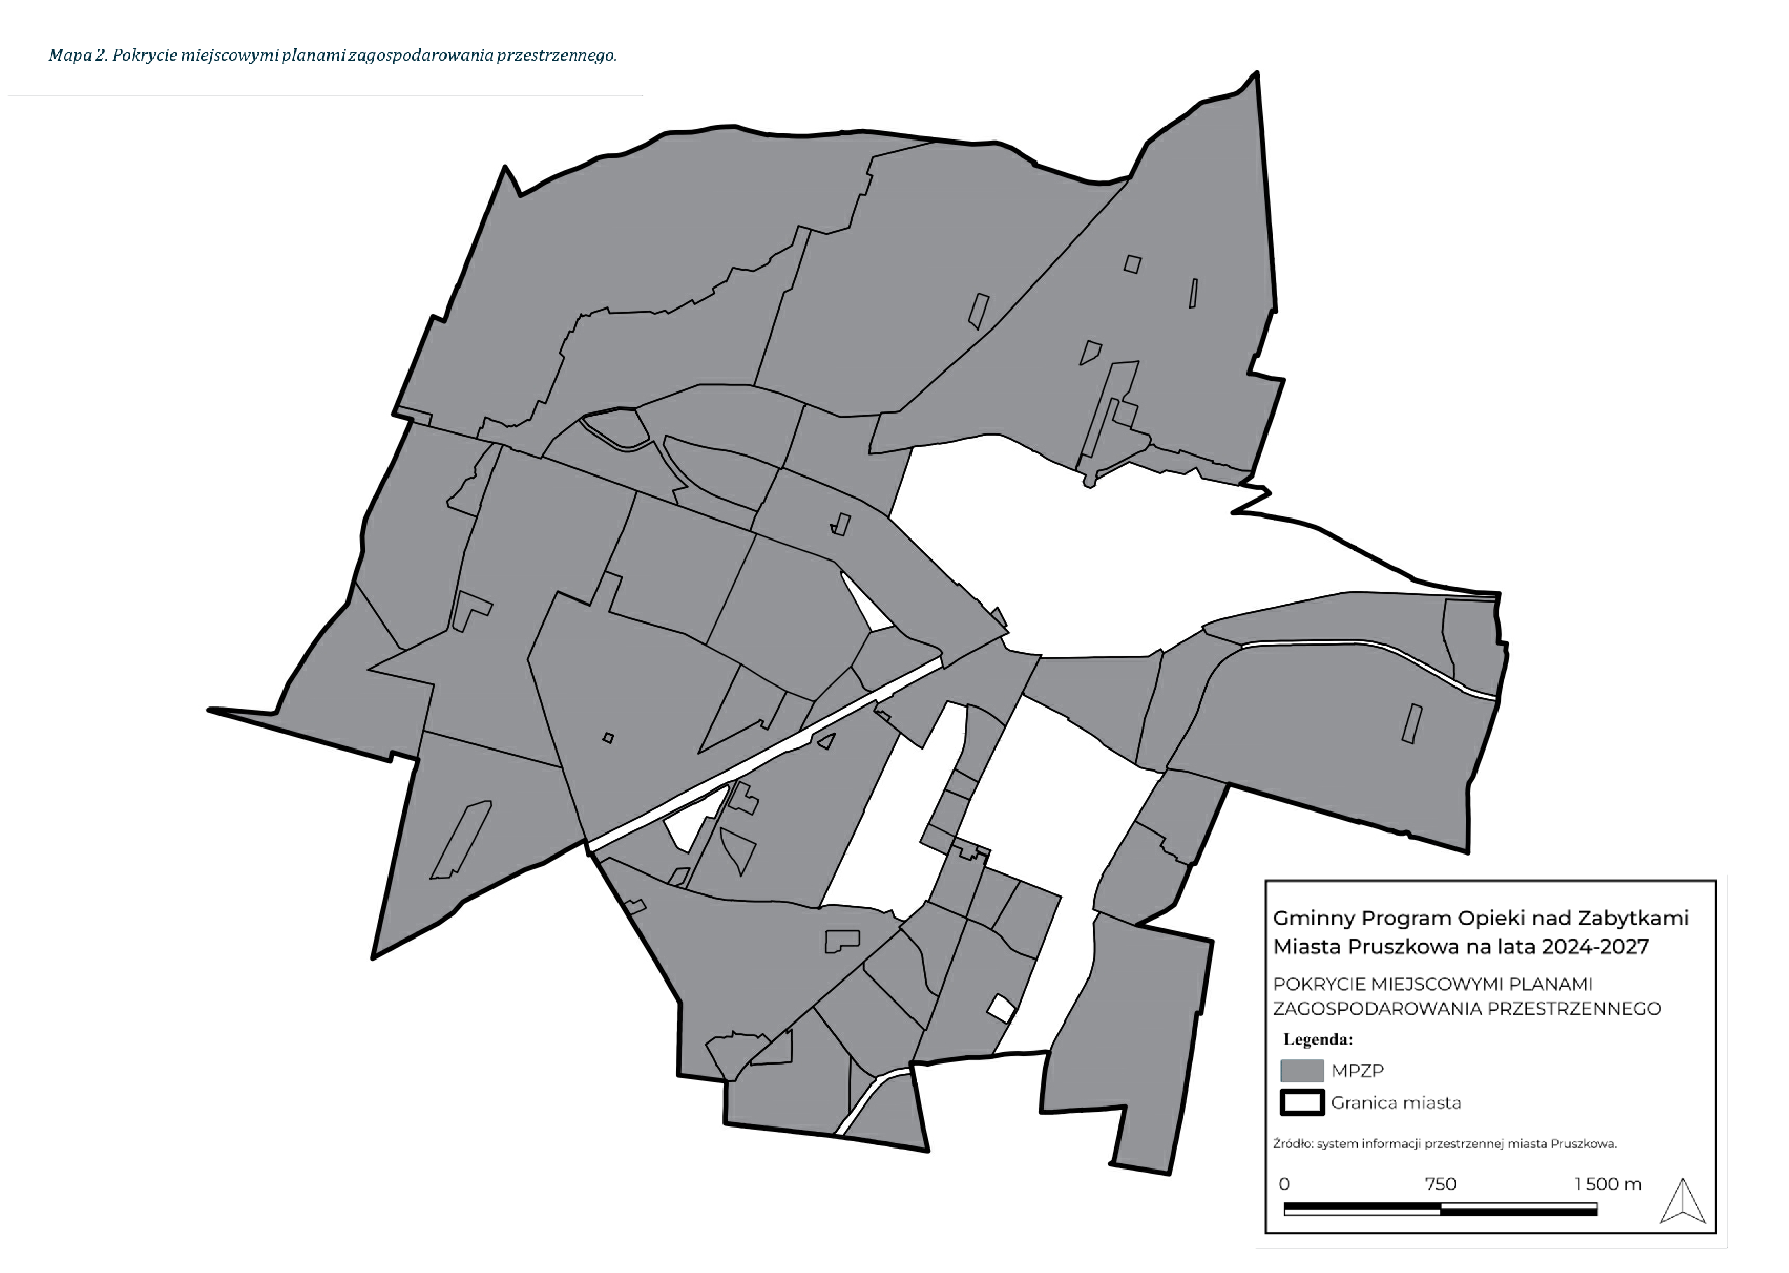 Mapa 2. Pokrycie miejscowymi planami zagospodarowania przestrzennego.
Gminny Program Opieki nad Zabytkami
Miasta Pruszkowa na lata 2024-2027
POKRYCIE MIEJSCOWYMI PLANAMI
ZAGOSPODAROWANIA PRZESTRZENNEGO
Legenda:
MPZP
Granica miasta
Źródło: system informacji przestrzennej miasta Pruszkowa.
0 750 1 500 m